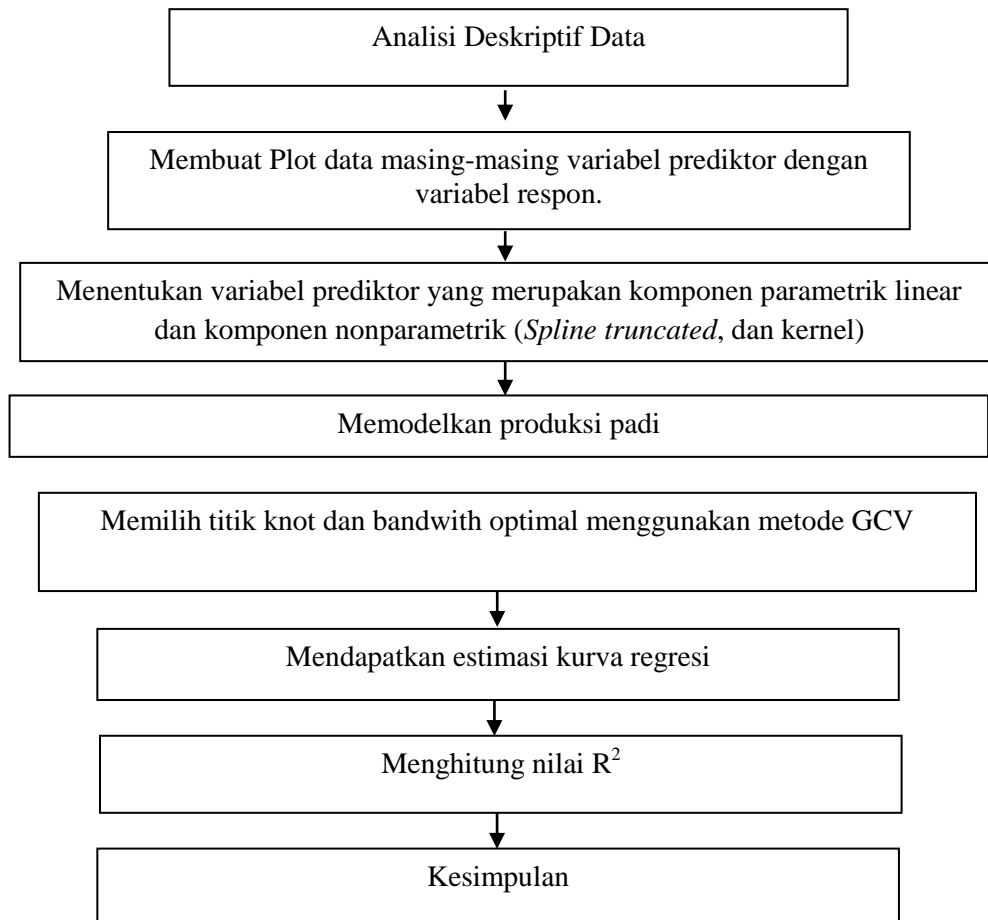 Analisi Deskriptif Data
Membuat Plot data masing-masing variabel prediktor dengan
variabel respon.
Menentukan variabel prediktor yang merupakan komponen parametrik linear
dan komponen nonparametrik (Spline truncated, dan kernel)
Memodelkan produksi padi
Memilih titik knot dan bandwith optimal menggunakan metode GCV
Mendapatkan estimasi kurva regresi
Menghitung nilai R²
Kesimpulan